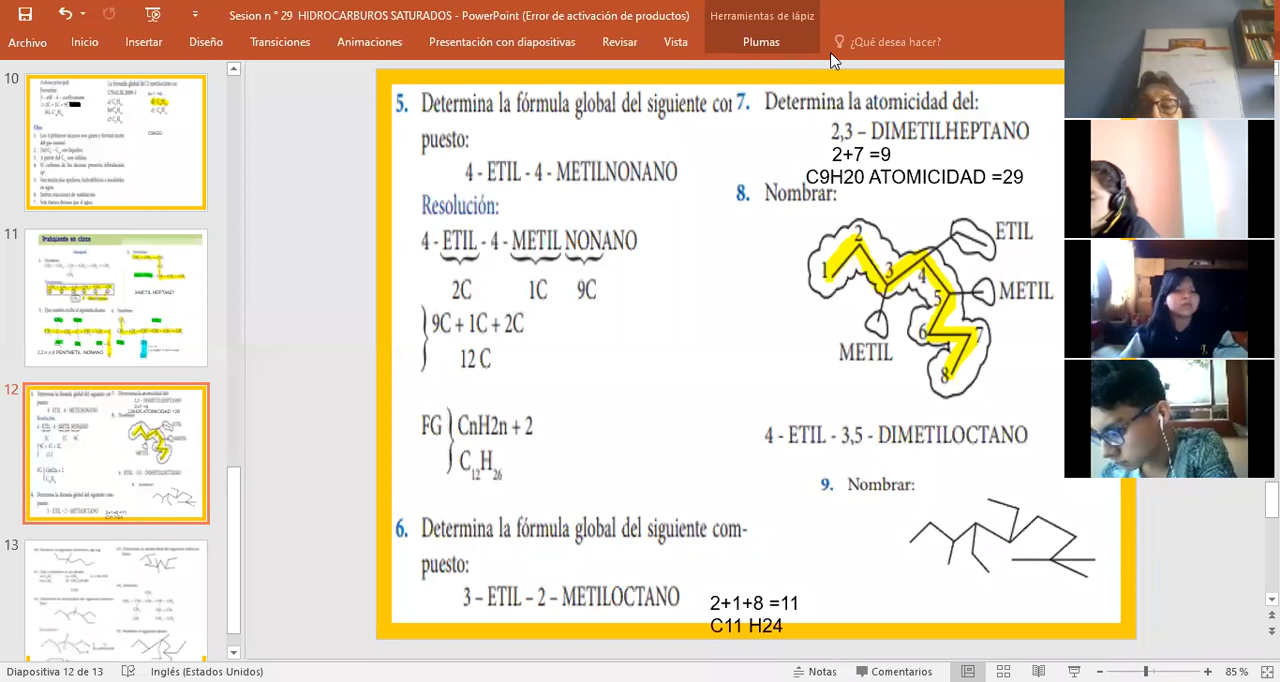 Sesion n ° 29 HIDROCARBUROS SATURADOS - PowerPoint (Error de activación de productos)
Herramientas de lápiz
Archivo Inicio Insertar Diseño Transiciones Animaciones Presentación con diapositivas Revisar Vista Plumas ¿Qué desea hacer?
10
11
12
13
5. Determina la fórmula global del siguiente com
puesto:
4 - ETIL - 4 - METILNONANO
Resolución:
4 - ETIL - 4 - METIL NONANO
2C 1C 9C
9C + 1C + 2C
12 C
FG } CnH2n + 2
C12H26
6. Determina la fórmula global del siguiente com-
puesto:
3 – ETIL – 2 – METILOCTANO
2+1+8 =11
C11 H24
7. Determina la atomicidad del:
2,3 – DIMETILHEPTANO
2+7 =9
C9H20 ATOMICIDAD =29
8. Nombrar:
ETIL
METIL
METIL
1 2 3 4 5 6 7 8
4 - ETIL - 3,5 - DIMETILOCTANO
9. Nombrar:
Diapositiva 12 de 13 Inglés (Estados Unidos) Notas Comentarios 85 %